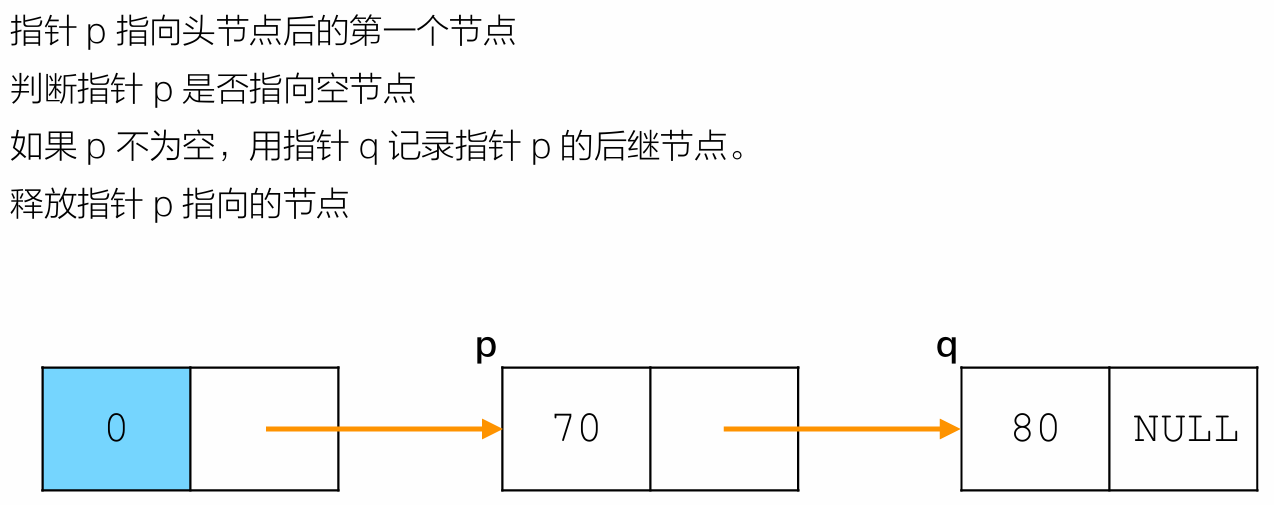 指针 p 指向头节点后的第一个节点
判断指针 p 是否指向空节点
如果 p 不为空，用指针 q 记录指针 p 的后继节点。
释放指针 p 指向的节点
p q
0 70 80 NULL